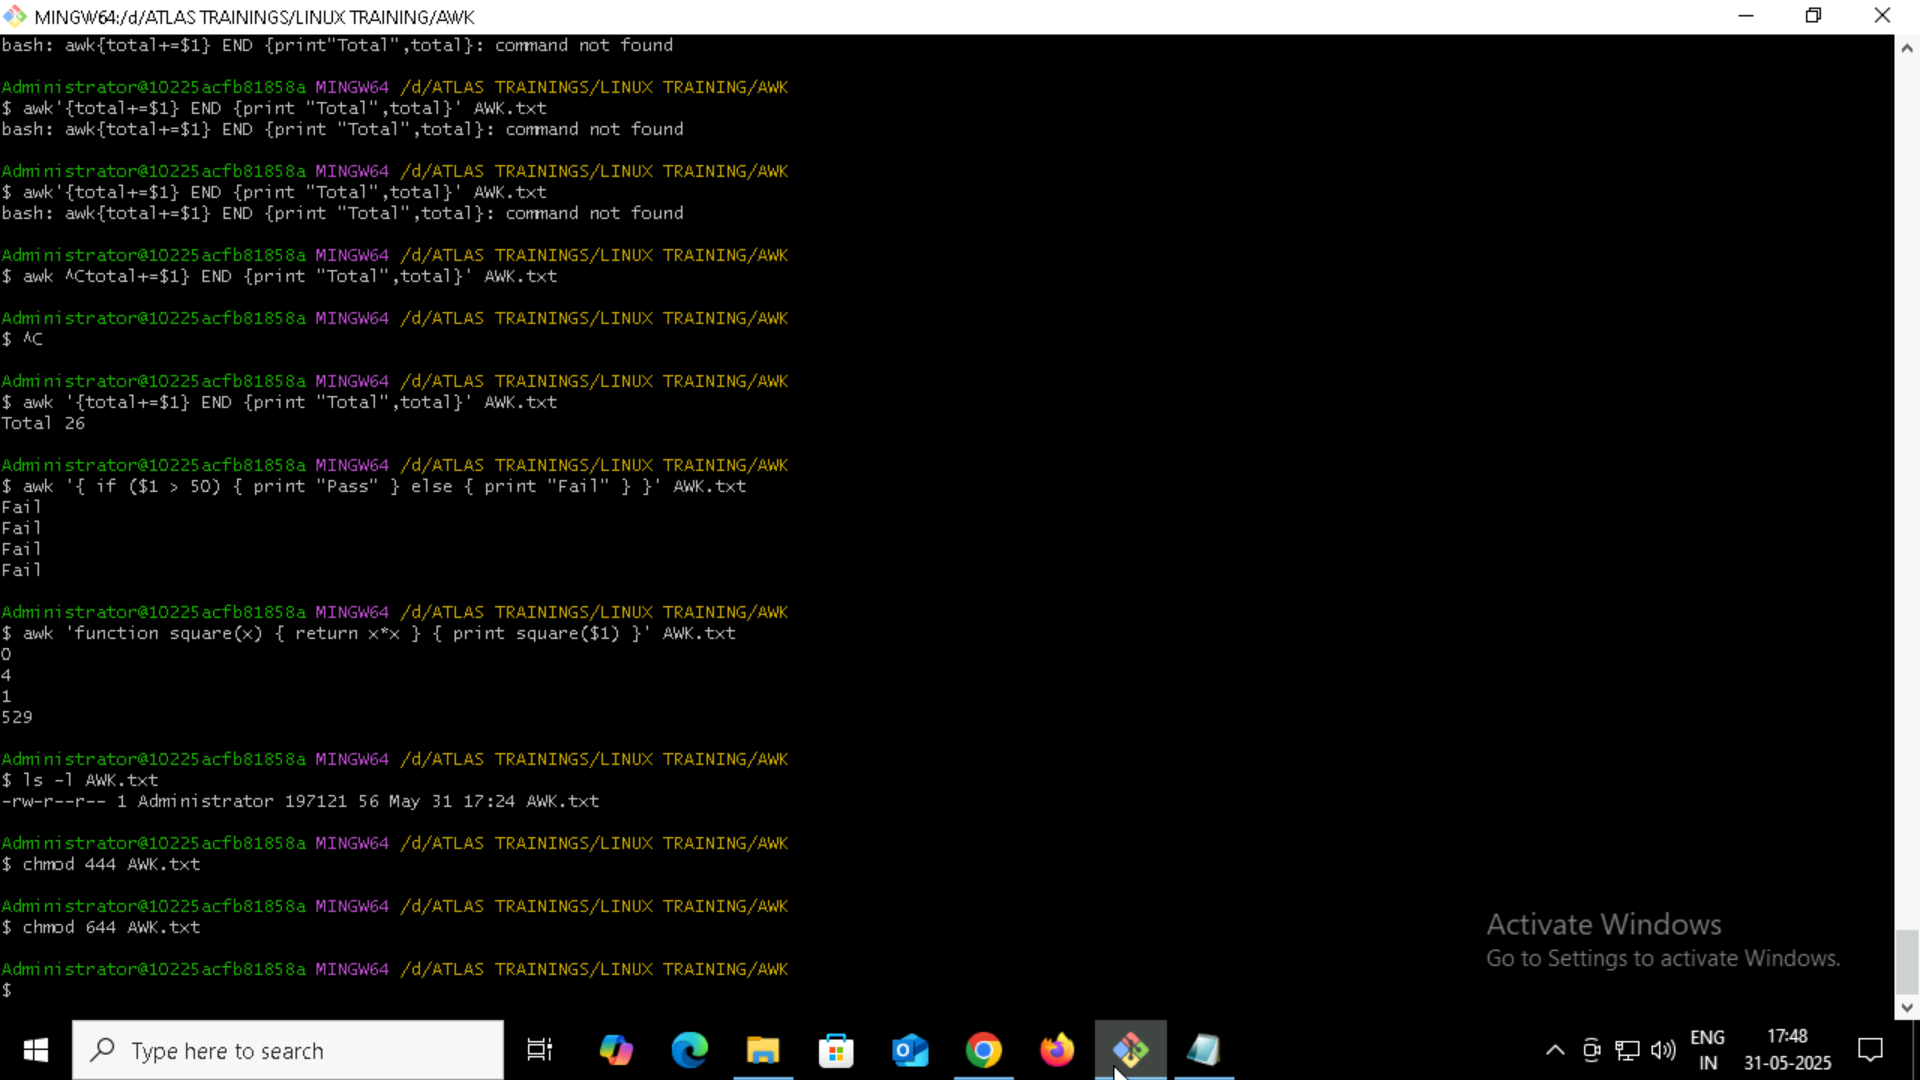 MINGW64:/d/ATLAS TRAININGS/LINUX TRAINING/AWK
bash: awk{total+=$1} END {print"Total",total}: command not found
Administrator@10225acfb81858a MINGW64 /d/ATLAS TRAININGS/LINUX TRAINING/AWK
$ awk'{total+=$1} END {print "Total",total}' AWK.txt
bash: awk{total+=$1} END {print "Total",total}: command not found
Administrator@10225acfb81858a MINGW64 /d/ATLAS TRAININGS/LINUX TRAINING/AWK
$ awk'{total+=$1} END {print "Total",total}' AWK.txt
bash: awk{total+=$1} END {print "Total",total}: command not found
Administrator@10225acfb81858a MINGW64 /d/ATLAS TRAININGS/LINUX TRAINING/AWK
$ awk ^Ctotal+=$1} END {print "Total",total}' AWK.txt
Administrator@10225acfb81858a MINGW64 /d/ATLAS TRAININGS/LINUX TRAINING/AWK
$ ^C
Administrator@10225acfb81858a MINGW64 /d/ATLAS TRAININGS/LINUX TRAINING/AWK
$ awk '{total+=$1} END {print "Total",total}' AWK.txt
Total 26
Administrator@10225acfb81858a MINGW64 /d/ATLAS TRAININGS/LINUX TRAINING/AWK
$ awk '{ if ($1 > 50) { print "Pass" } else { print "Fail" } }' AWK.txt
Fail
Fail
Fail
Fail
Administrator@10225acfb81858a MINGW64 /d/ATLAS TRAININGS/LINUX TRAINING/AWK
$ awk 'function square(x) { return x*x } { print square($1) }' AWK.txt
0
4
1
529
Administrator@10225acfb81858a MINGW64 /d/ATLAS TRAININGS/LINUX TRAINING/AWK
$ ls -l AWK.txt
-rw-r--r-- 1 Administrator 197121 56 May 31 17:24 AWK.txt
Administrator@10225acfb81858a MINGW64 /d/ATLAS TRAININGS/LINUX TRAINING/AWK
$ chmod 444 AWK.txt
Administrator@10225acfb81858a MINGW64 /d/ATLAS TRAININGS/LINUX TRAINING/AWK
$ chmod 644 AWK.txt
Administrator@10225acfb81858a MINGW64 /d/ATLAS TRAININGS/LINUX TRAINING/AWK
$
Activate Windows
Go to Settings to activate Windows.
Type here to search
ENG
IN
17:48
31-05-2025